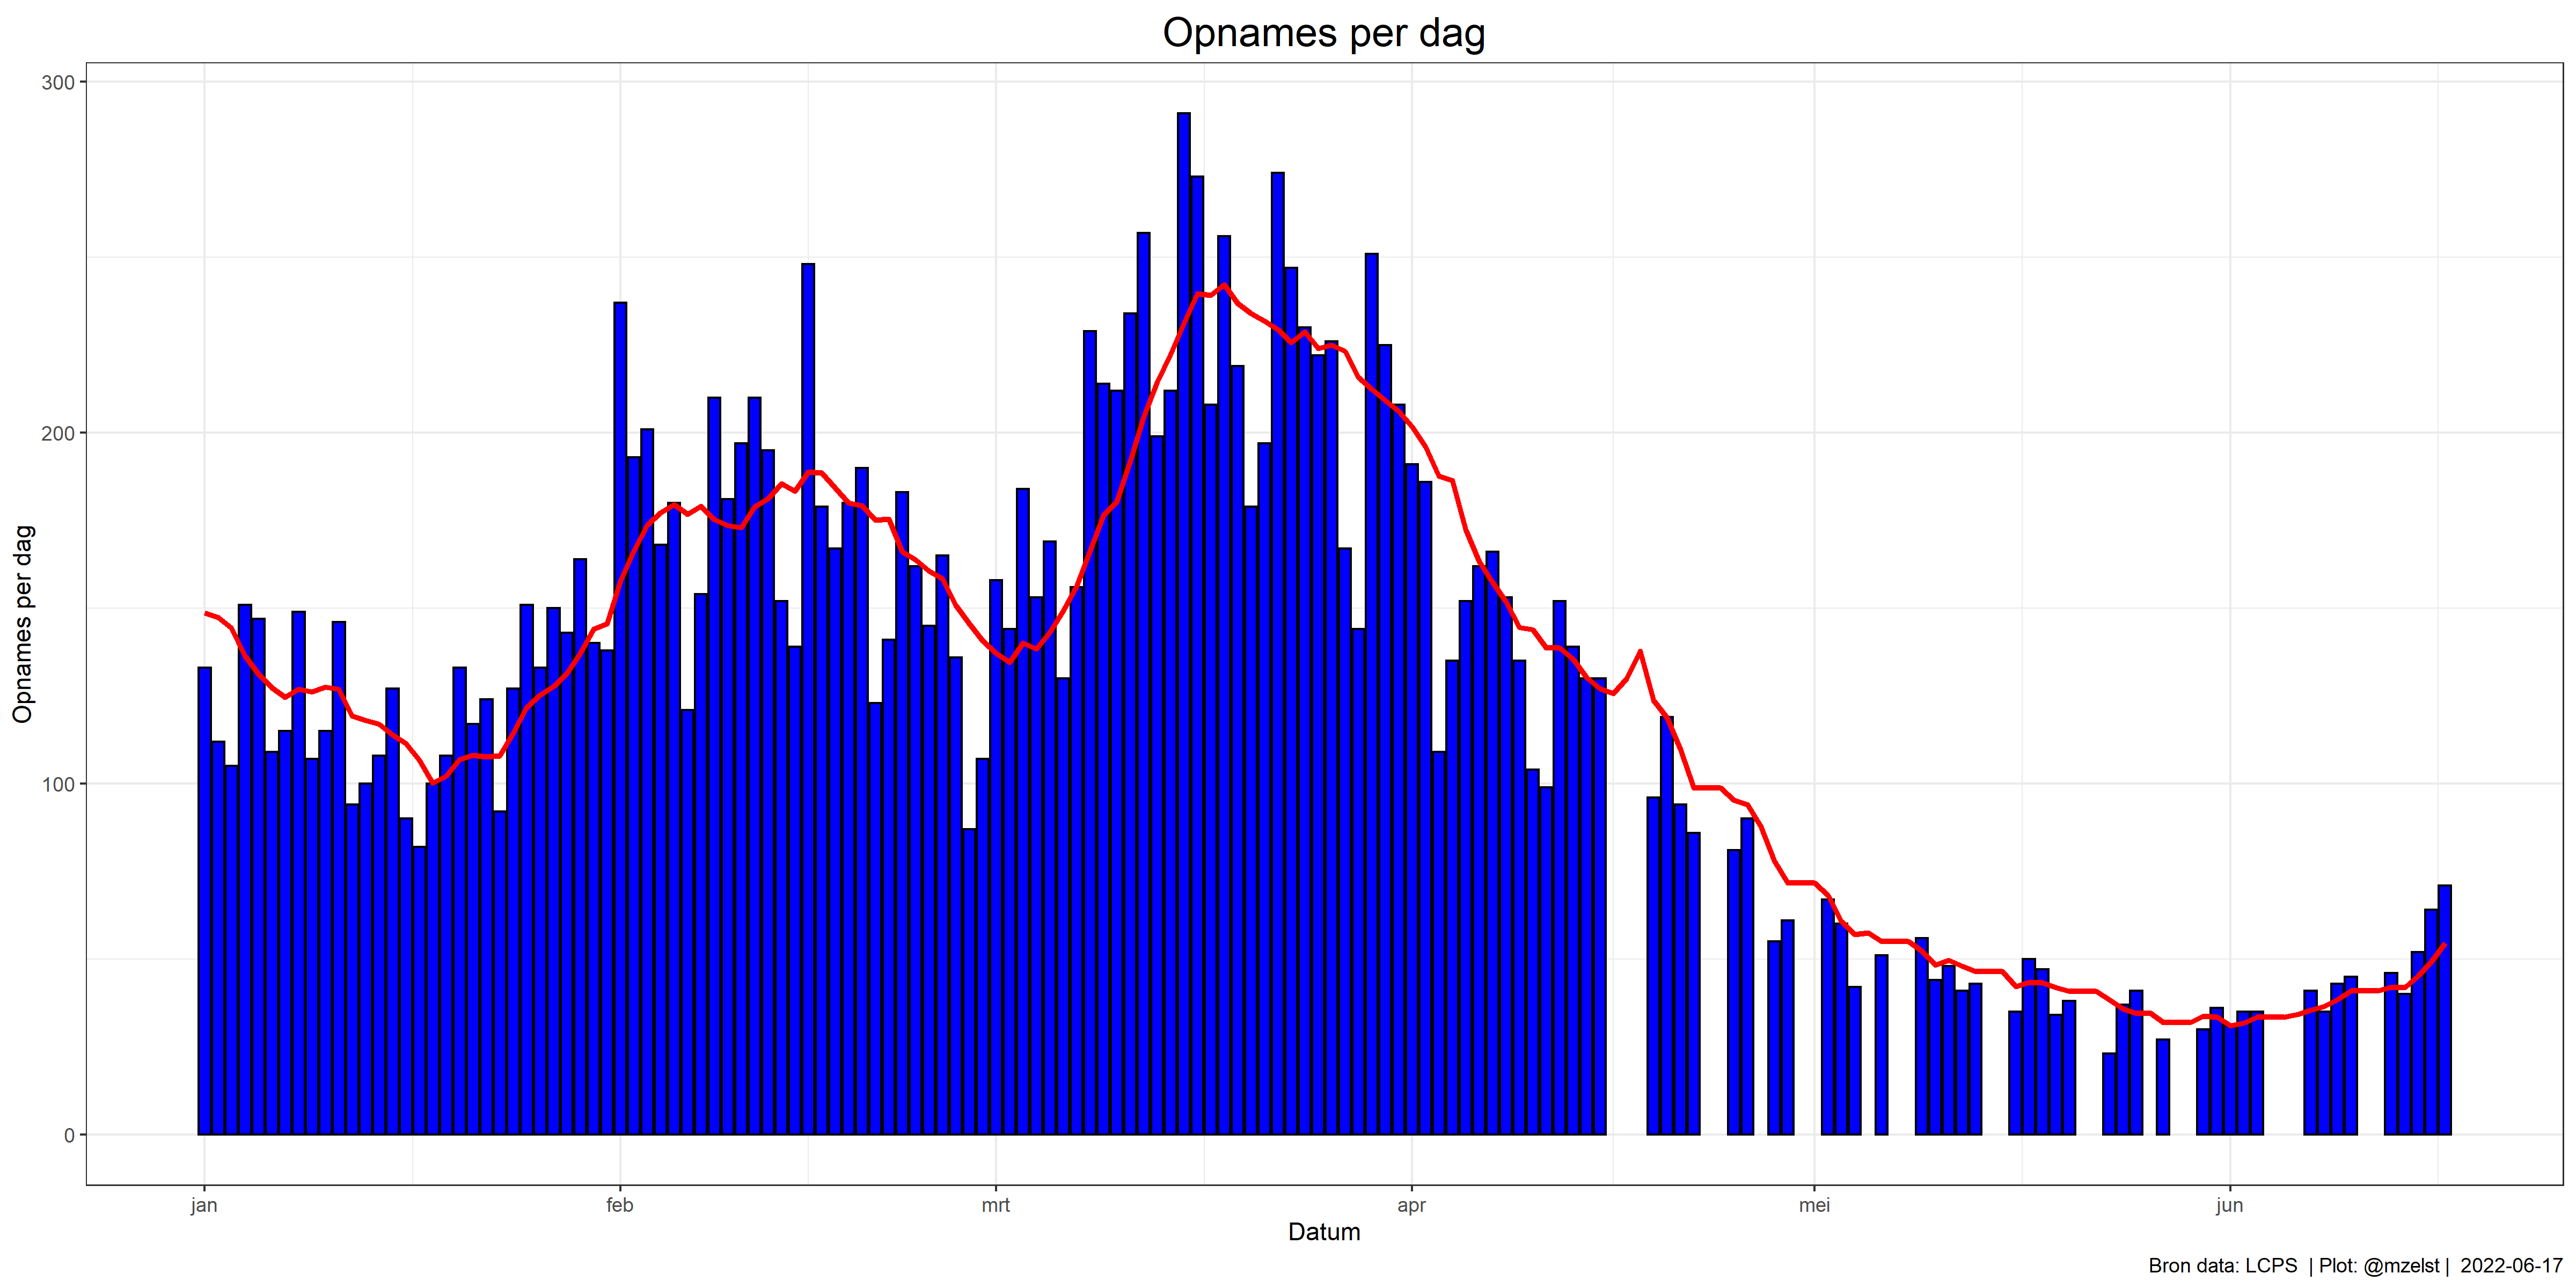 Opnames per dag
300
200
100
0
Opnames per dag
jan feb mrt apr mei jun
Datum
Bron data: LCPS | Plot: @mzelst | 2022-06-17